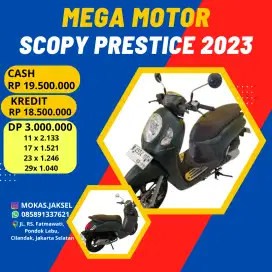 MEGA MOTOR
SCOPY PRESTICE 2023
CASH
RP 19.500.000
KREDIT
RP 18.500.000
DP 3.000.000
11 x 2.133
17 x 1.521
23 x 1.246
29x 1.040
MOKAS.JAKSEL
085891337621
JL, RS. Fatmawati,
Pondok Labu,
Cilandak, Jakarta Selatan